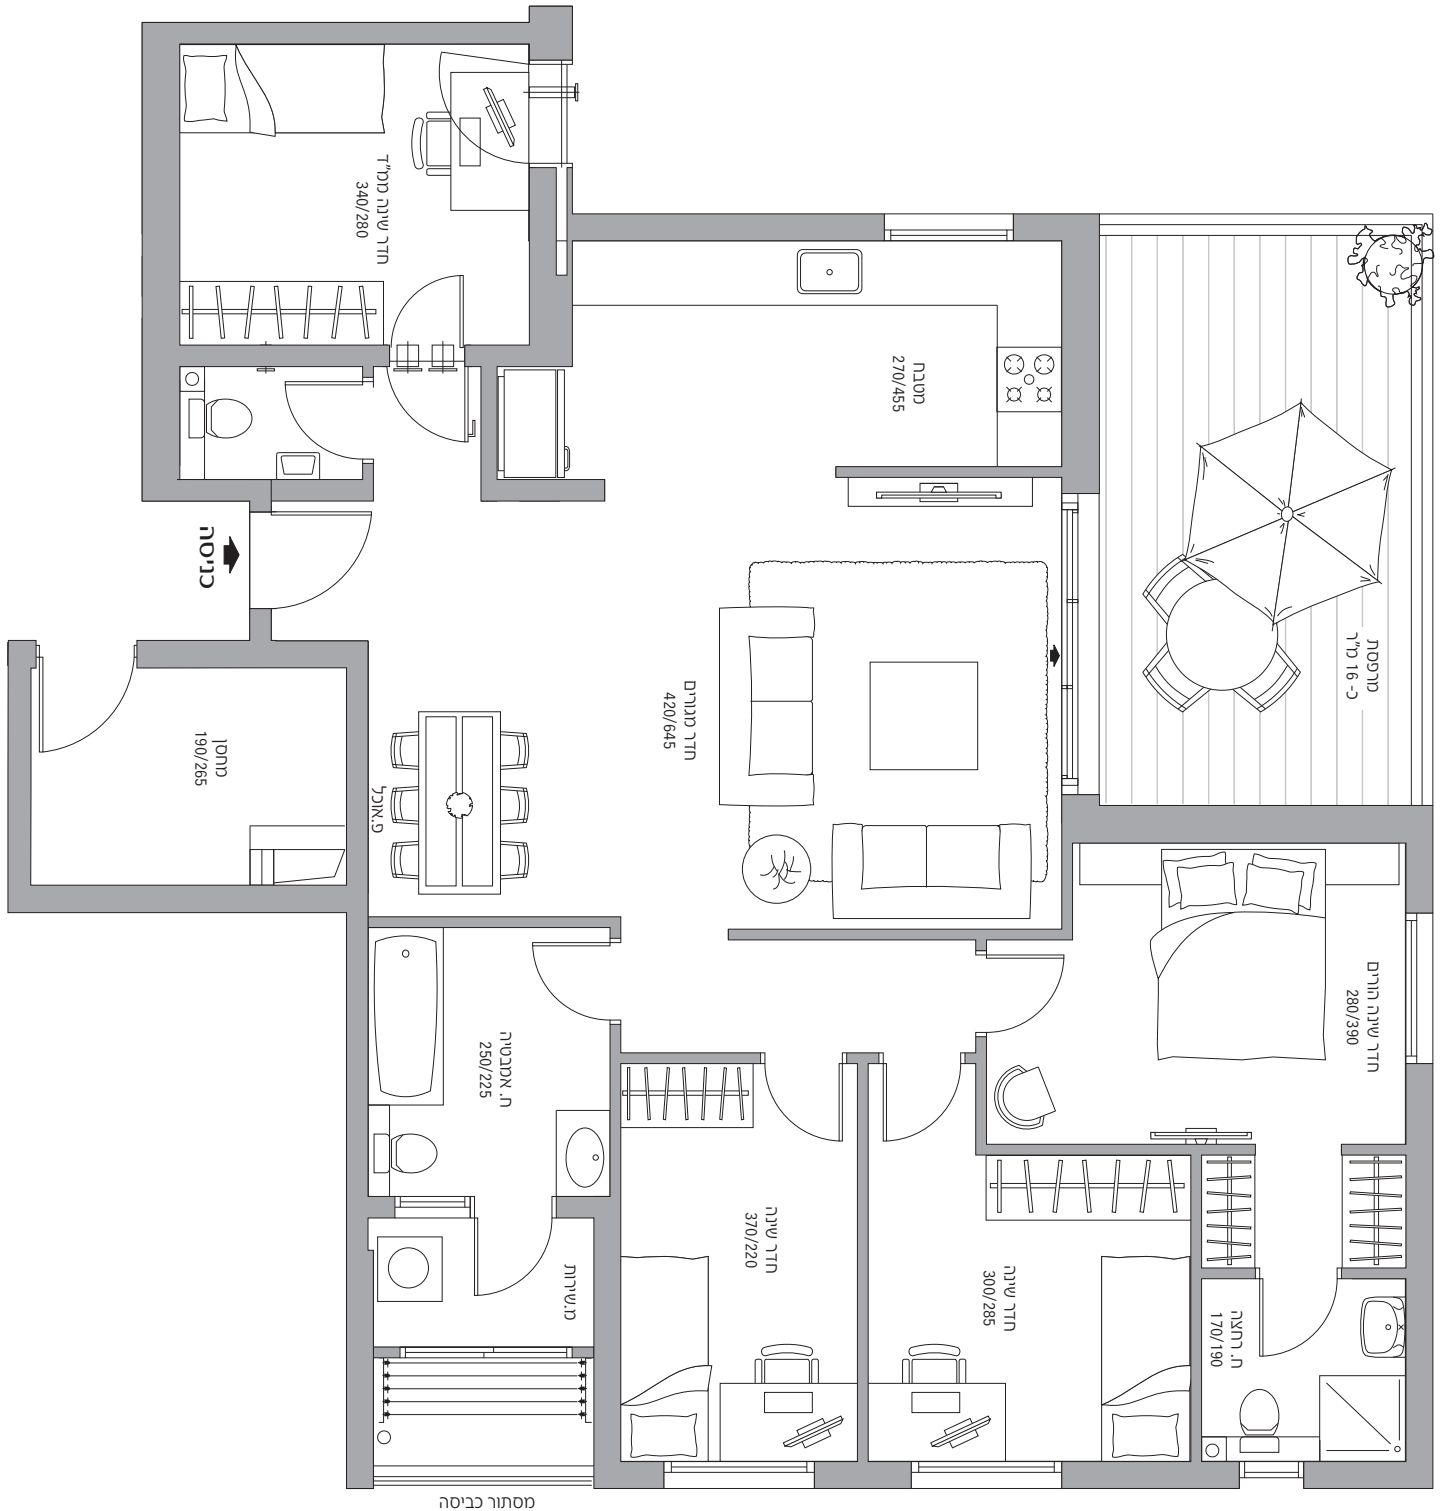 חדר שינה ממ"ד
340/280
מטבח
270/455
כניסה
מרפסת
כ- 16 מ"ר
חדר מגורים
420/645
מחסן
190/265
פ.אוכל
חדר שינה הורים
280/390
ח. אמבטיה
250/225
חדר שינה
370/220
חדר שינה
300/285
מ.שירות
ח. רחצה
170/190
מסתור כביסה